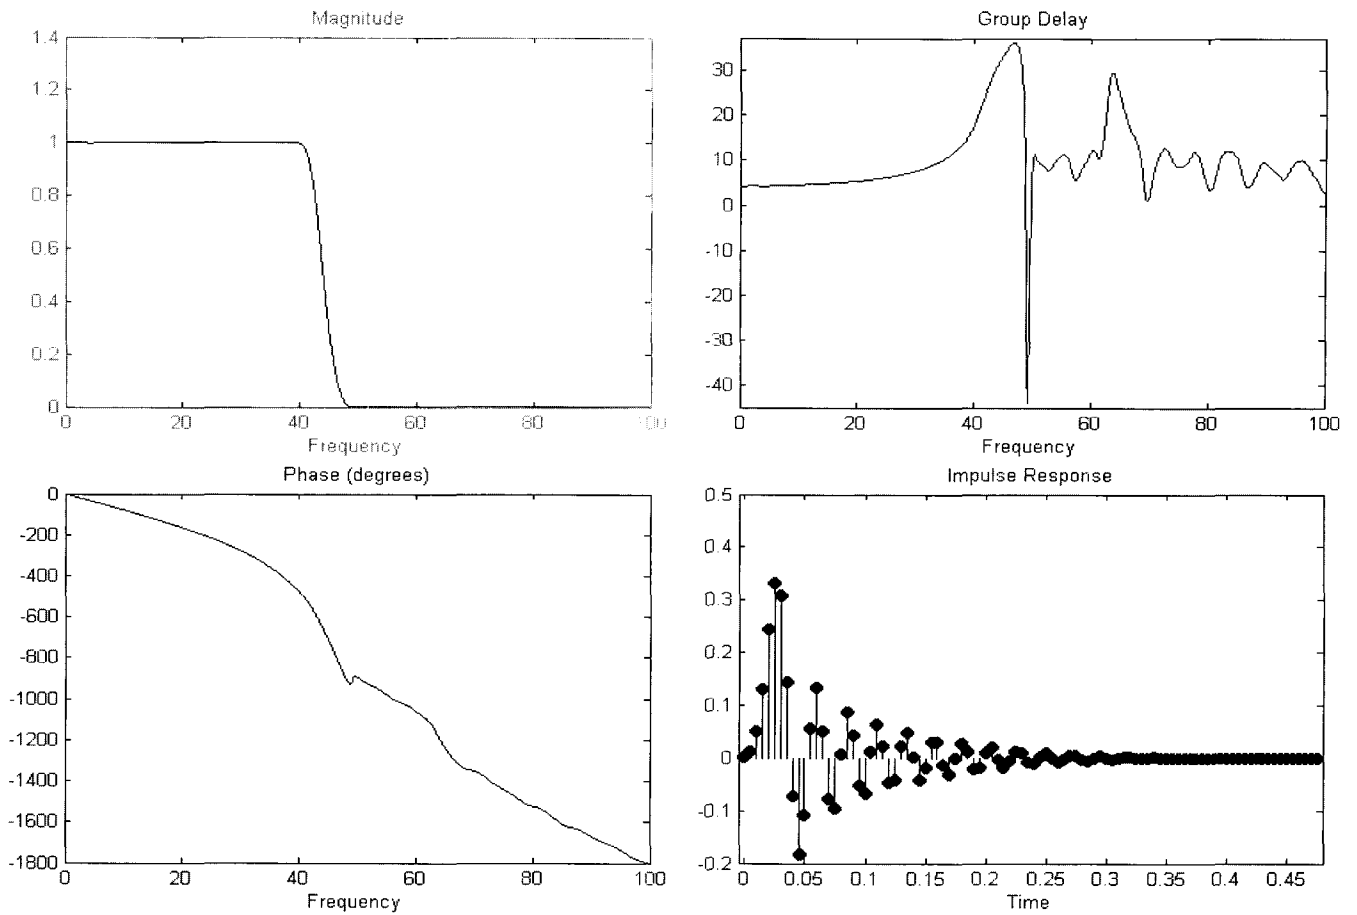 Magnitude
1.4
1.2
1
0.8
0.6
0.4
0.2
0
0 20 40 60 80 100
Frequency
Group Delay
30
20
10
0
-10
-20
-30
-40
0 20 40 60 80 100
Frequency
Phase (degrees)
0
-200
-400
-600
-800
-1000
-1200
-1400
-1600
-1800
0 20 40 60 80 100
Frequency
Impulse Response
0.5
0.4
0.3
0.2
0.1
0
-0.1
-0.2
0 0.05 0.1 0.15 0.2 0.25 0.3 0.35 0.4 0.45
Time